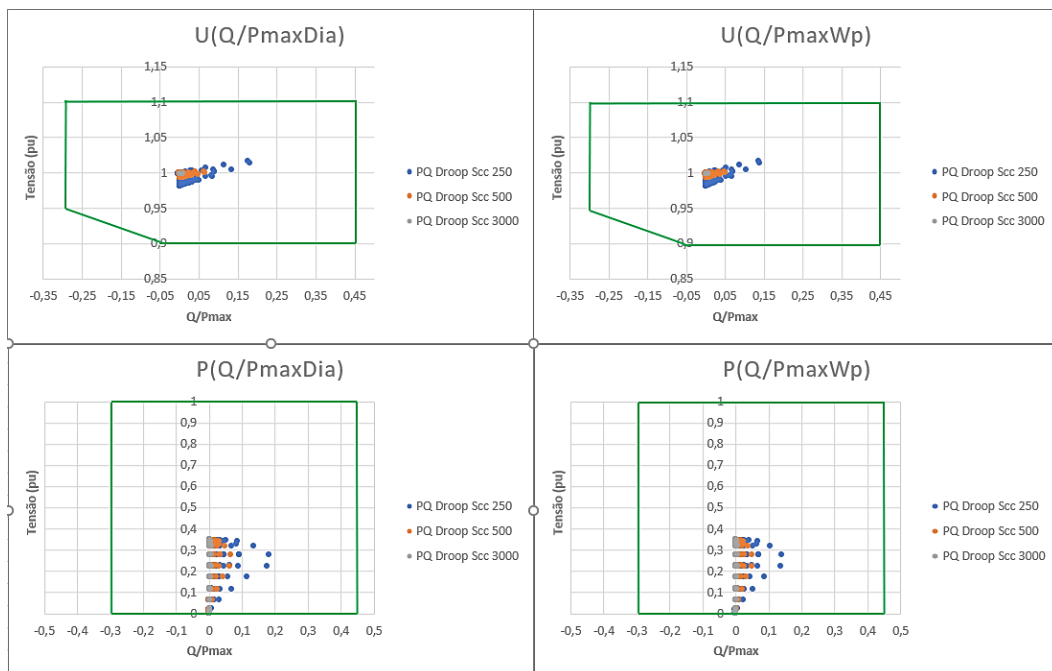 U(Q/PmaxDia)
1,15
1,1
1,05
1
0,95
0,9
0,85
-0,35 -0,25 -0,15 -0,05 0,05 0,15 0,25 0,35 0,45
Tensão (pu)
Q/Pmax
PQ Droop Scc 250
PQ Droop Scc 500
PQ Droop Scc 3000
U(Q/PmaxWp)
1,15
1,1
1,05
1
0,95
0,9
0,85
-0,35 -0,25 -0,15 -0,05 0,05 0,15 0,25 0,35 0,45
Tensão (pu)
Q/Pmax
PQ Droop Scc 250
PQ Droop Scc 500
PQ Droop Scc 3000
P(Q/PmaxDia)
1
0,9
0,8
0,7
0,6
0,5
0,4
0,3
0,2
0,1
0
-0,5 -0,4 -0,3 -0,2 -0,1 0 0,1 0,2 0,3 0,4 0,5
Tensão (pu)
Q/Pmax
PQ Droop Scc 250
PQ Droop Scc 500
PQ Droop Scc 3000
P(Q/PmaxWp)
1
0,9
0,8
0,7
0,6
0,5
0,4
0,3
0,2
0,1
0
-0,5 -0,4 -0,3 -0,2 -0,1 0 0,1 0,2 0,3 0,4 0,5
Tensão (pu)
Q/Pmax
PQ Droop Scc 250
PQ Droop Scc 500
PQ Droop Scc 3000